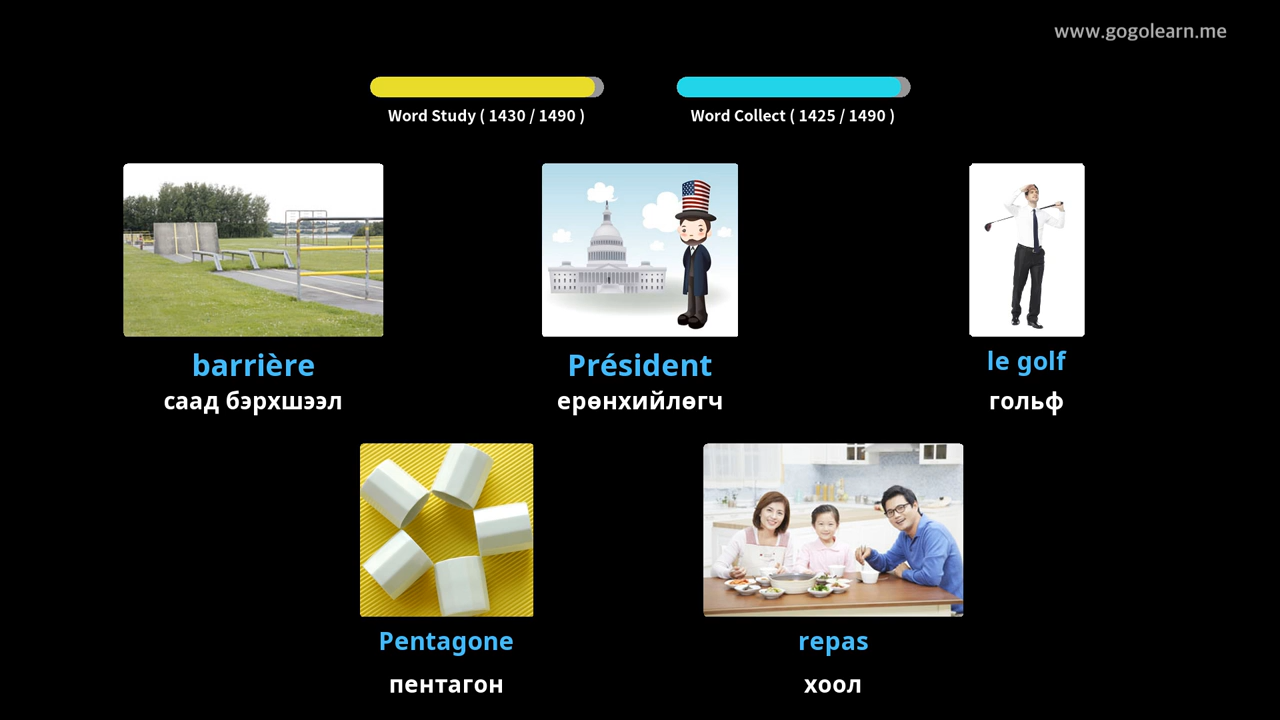 www.gogolearn.me
Word Study ( 1430 / 1490 )
Word Collect ( 1425 / 1490 )
barrière
саад бэрхшээл
Président
ерөнхийлөгч
le golf
гольф
Pentagone
пентагон
repas
хоол